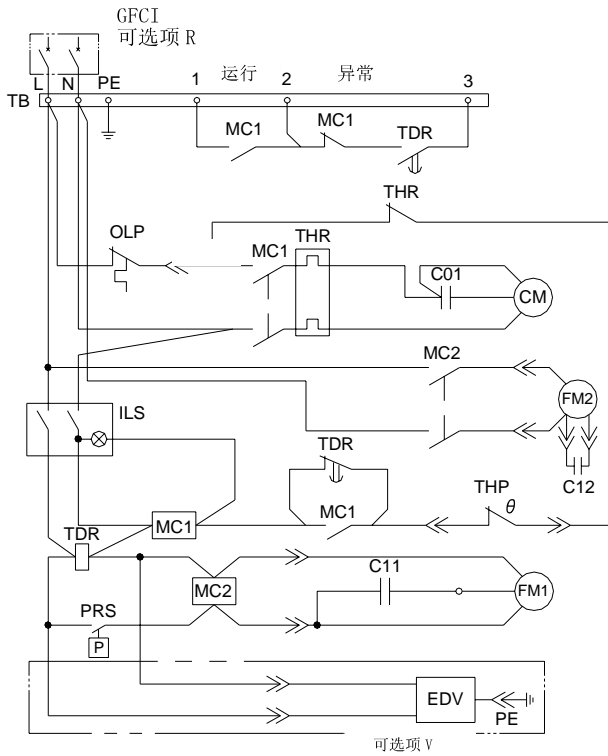 GFCI
可选项 R
L N PE 1 运行 2 异常 3
TB
MC1 MC1 TDR
THR
OLP MC1 THR
C01
CM
MC2
FM2
ILS
C12
TDR
THP
θ
MC1
MC1
TDR
C11
MC2
FM1
PRS
P
EDV
PE
可选项 V